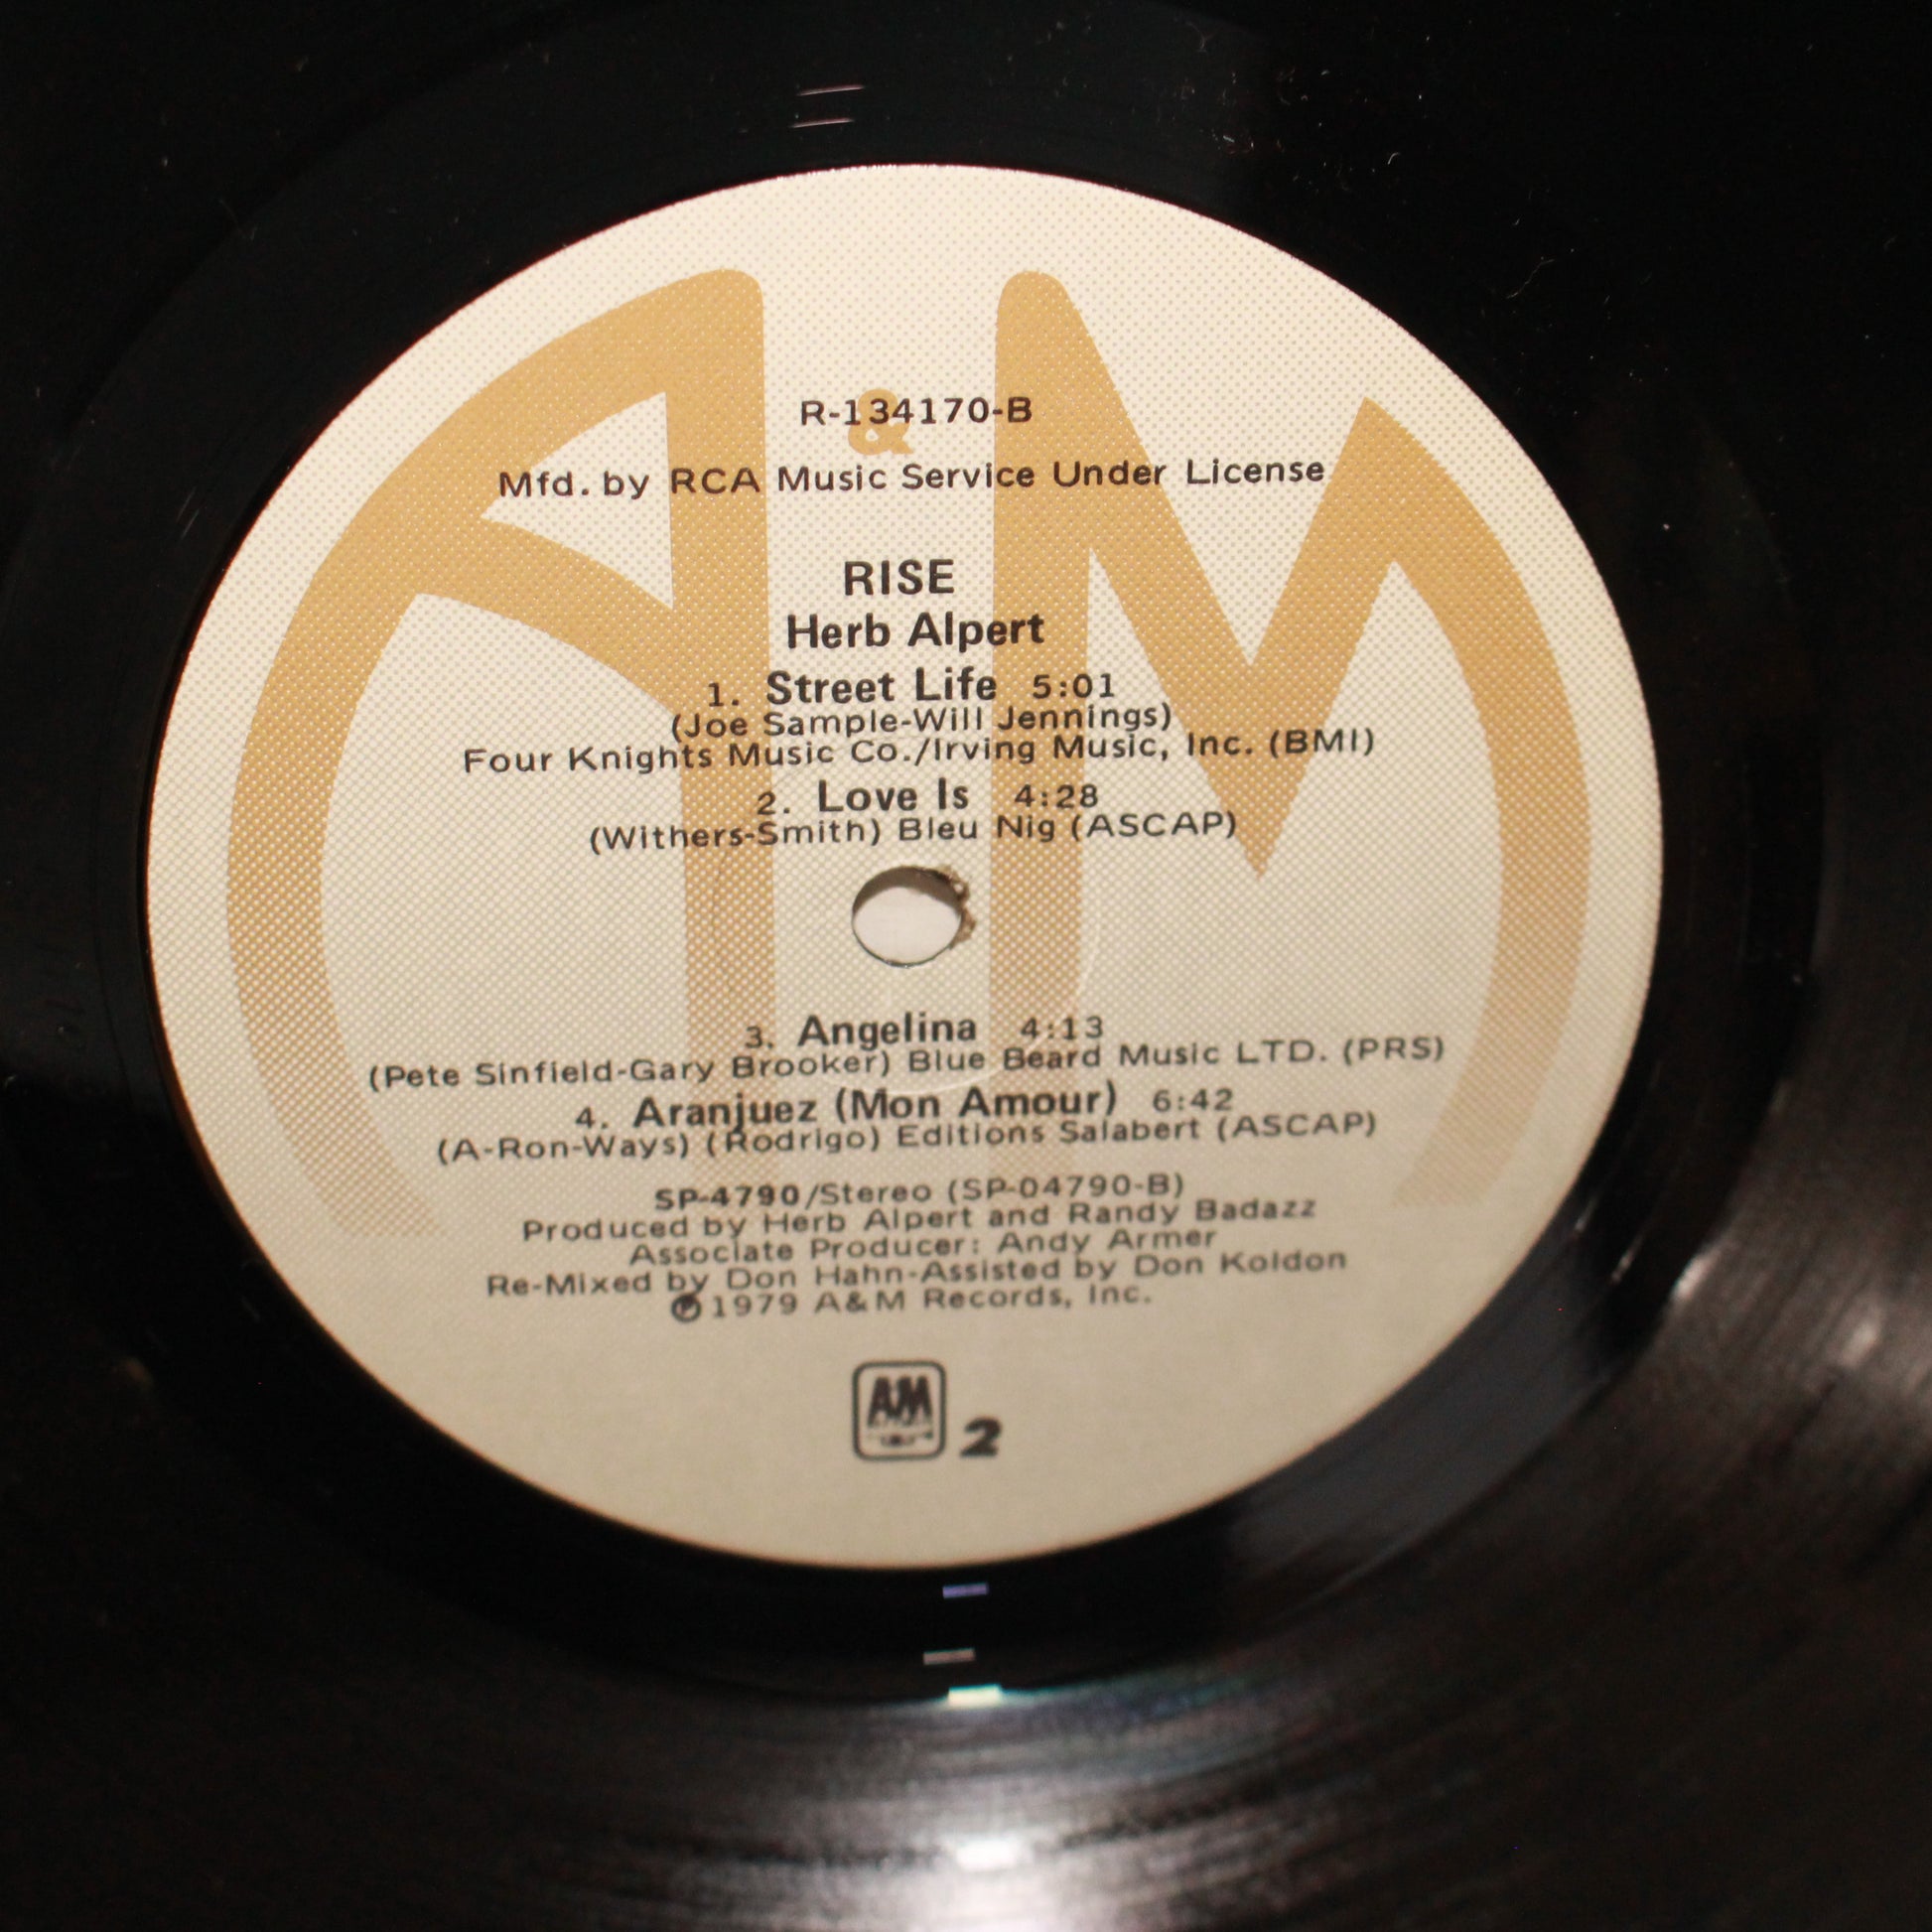 A & M
R-134170-B
Mfd. by RCA Music Service Under License
RISE
Herb Alpert
1. Street Life 5:01
(Joe Sample-Will Jennings)
Four Knights Music Co./Irving Music, Inc. (BMI)
2. Love Is 4:28
(Withers-Smith) Bleu Nig (ASCAP)
3. Angelina 4:13
(Pete Sinfield-Gary Brooker) Blue Beard Music LTD. (PRS)
4. Aranjuez (Mon Amour) 6:42
(A-Ron-Ways) (Rodrigo) Editions Salabert (ASCAP)
SP-4790/Stereo (SP-04790-B)
Produced by Herb Alpert and Randy Badazz
Associate Producer: Andy Armer
Re-Mixed by Don Hahn-Assisted by Don Koldon
℗ 1979 A&M Records, Inc.
A&M 2